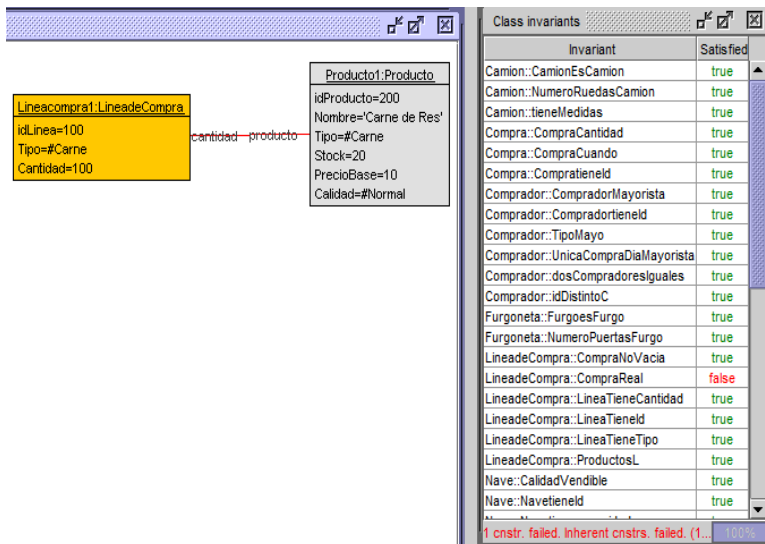 Lineacompra1:LineadeCompra
idLinea=100
Tipo=#Carne
Cantidad=100
cantidad producto
Producto1:Producto
idProducto=200
Nombre='Carne de Res'
Tipo=#Carne
Stock=20
PrecioBase=10
Calidad=#Normal
Class invariants
Invariant Satisfied
Camion::CamionEsCamion true
Camion::NumeroRuedasCamion true
Camion::tieneMedidas true
Compra::CompraCantidad true
Compra::CompraCuando true
Compra::CompratieneId true
Comprador::CompradorMayorista true
Comprador::CompradortieneId true
Comprador::TipoMayo true
Comprador::UnicaCompraDiaMayorista true
Comprador::dosCompradoresIguales true
Comprador::idDistintoC true
Furgoneta::FurgoesFurgo true
Furgoneta::NumeroPuertasFurgo true
LineadeCompra::CompraNoVacia true
LineadeCompra::CompraReal false
LineadeCompra::LineaTieneCantidad true
LineadeCompra::LineaTieneId true
LineadeCompra::LineaTieneTipo true
LineadeCompra::ProductosL true
Nave::CalidadVendible true
Nave::NavetieneId true
1 cnstr. failed. Inherent cnstrs. failed. (1... 100%